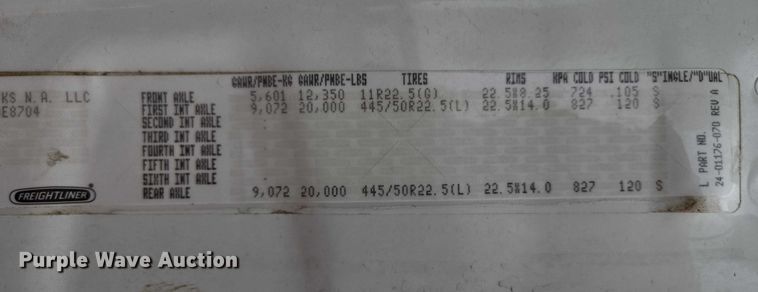 GAWR/PNBE-KG GAWR/PNBE-LBS TIRES RIMS KPA COLD PSI COLD "S"INGLE/"D"UAL
KS N.A. LLC
E8704
FRONT AXLE 5,601 12,350 11R22.5(G) 22.5X8.25 724 105 S
FIRST INT AXLE 9,072 20,000 445/50R22.5(L) 22.5X14.0 827 120 S
SECOND INT AXLE
THIRD INT AXLE
FOURTH INT AXLE
FIFTH INT AXLE
SIXTH INT AXLE
REAR AXLE 9,072 20,000 445/50R22.5(L) 22.5X14.0 827 120 S
FREIGHTLINER
L PART NO.
24-01176-070 REV A
Purple Wave Auction